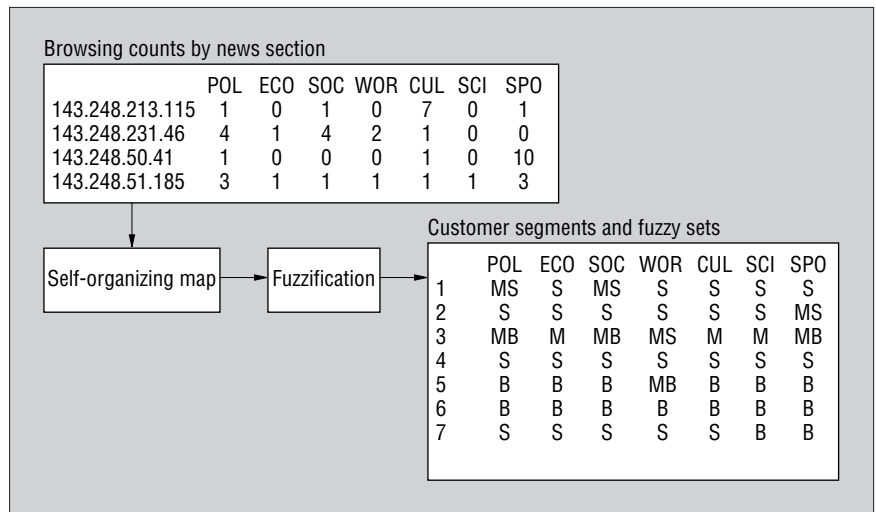 Browsing counts by news section
POL ECO SOC WOR CUL SCI SPO
143.248.213.115 1 0 1 0 7 0 1
143.248.231.46 4 1 4 2 1 0 0
143.248.50.41 1 0 0 0 1 0 10
143.248.51.185 3 1 1 1 1 1 3
Self-organizing map
Fuzzification
Customer segments and fuzzy sets
POL ECO SOC WOR CUL SCI SPO
1 MS S MS S S S S
2 S S S S S S MS
3 MB M MB MS M M MB
4 S S S S S S S
5 B B B MB B B B
6 B B B B B B B
7 S S S S S B B